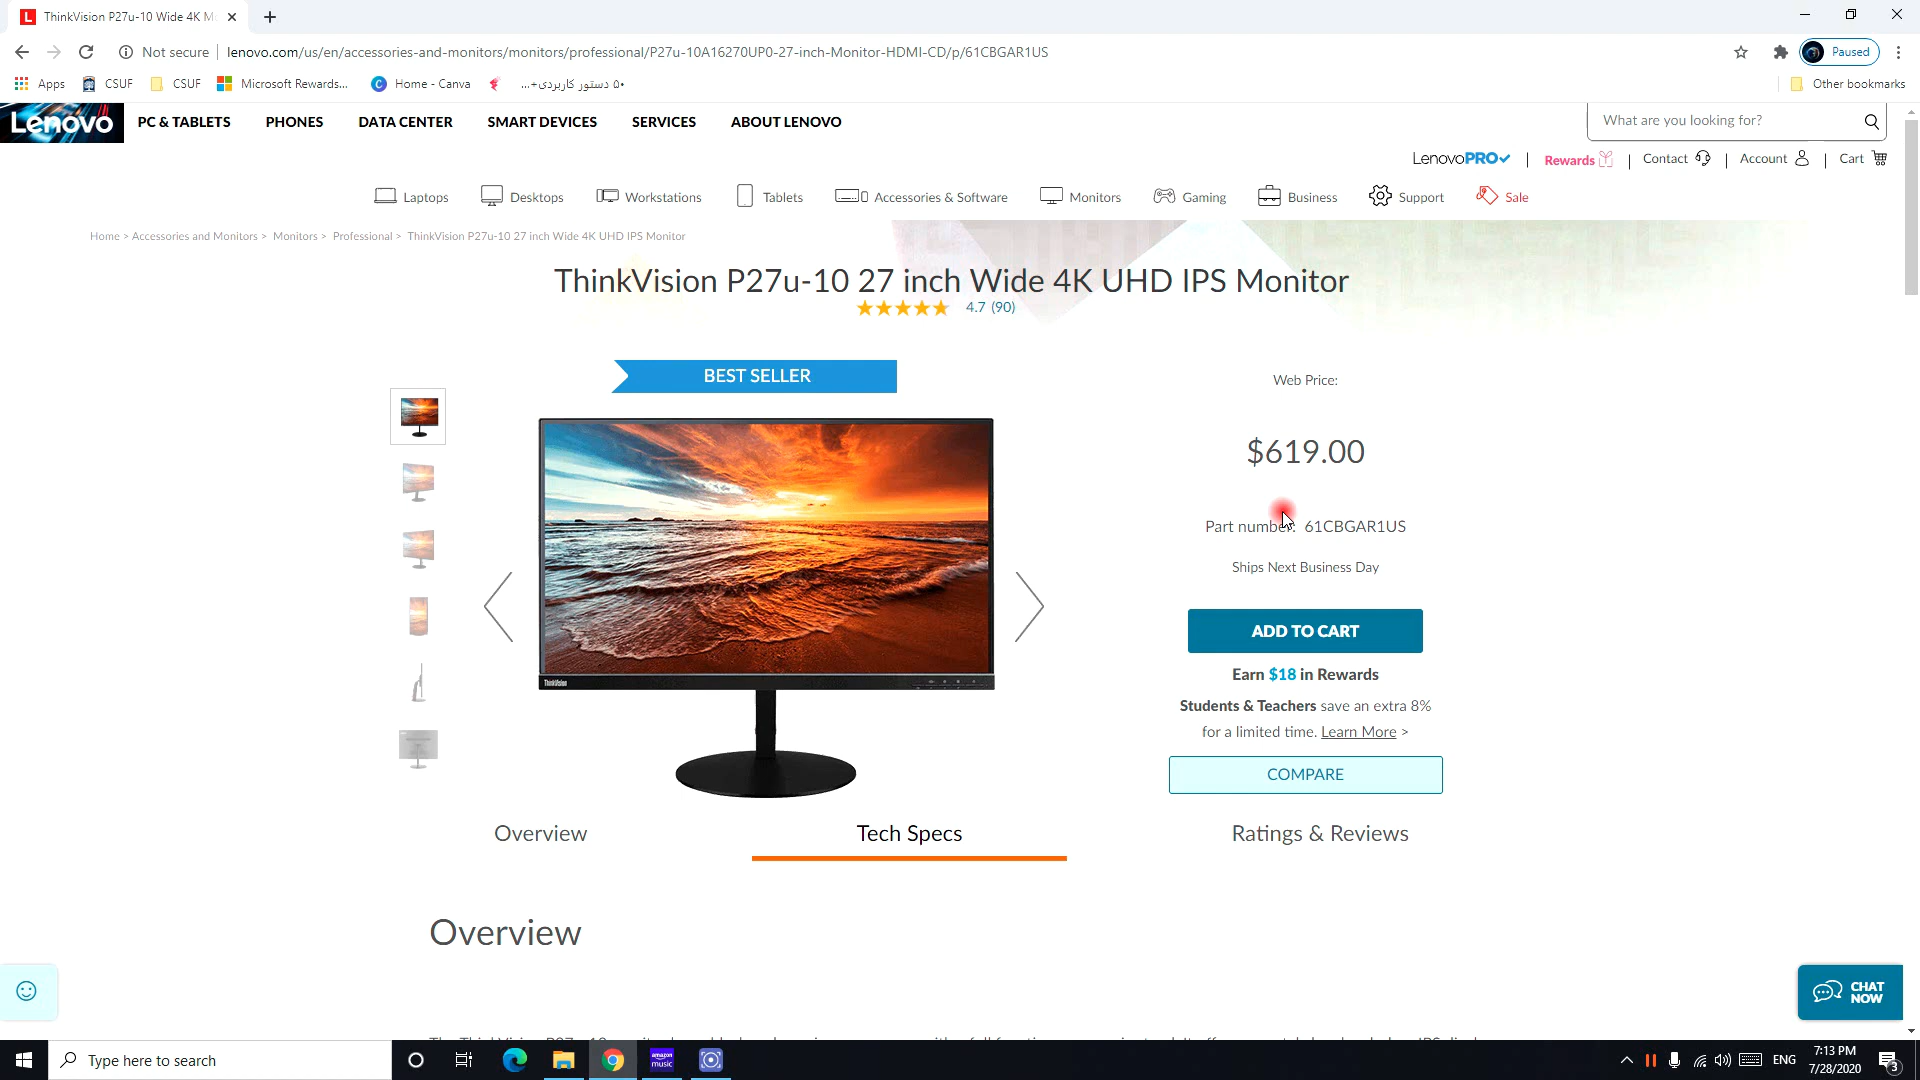 ThinkVision P27u-10 Wide 4K M
Not secure
lenovo.com/us/en/accessories-and-monitors/monitors/professional/P27u-10A16270UP0-27-inch-Monitor-HDMI-CD/p/61CBGAR1US
Paused
Apps
CSUF
CSUF
Microsoft Rewards...
Home - Canva
۵۰ دستور کاربردی+...
Other bookmarks
Lenovo
PC & TABLETS
PHONES
DATA CENTER
SMART DEVICES
SERVICES
ABOUT LENOVO
What are you looking for?
LenovoPRO
Rewards
Contact
Account
Cart
Laptops
Desktops
Workstations
Tablets
Accessories & Software
Monitors
Gaming
Business
Support
Sale
Home > Accessories and Monitors > Monitors > Professional > ThinkVision P27u-10 27 inch Wide 4K UHD IPS Monitor
ThinkVision P27u-10 27 inch Wide 4K UHD IPS Monitor
4.7 (90)
BEST SELLER
ThinkVision
Web Price:
$619.00
Part number: 61CBGAR1US
Ships Next Business Day
ADD TO CART
Earn $18 in Rewards
Students & Teachers save an extra 8%
for a limited time. Learn More >
COMPARE
Overview
Tech Specs
Ratings & Reviews
Overview
CHAT
NOW
Type here to search
amazon
music
ENG
7:13 PM
7/28/2020
3